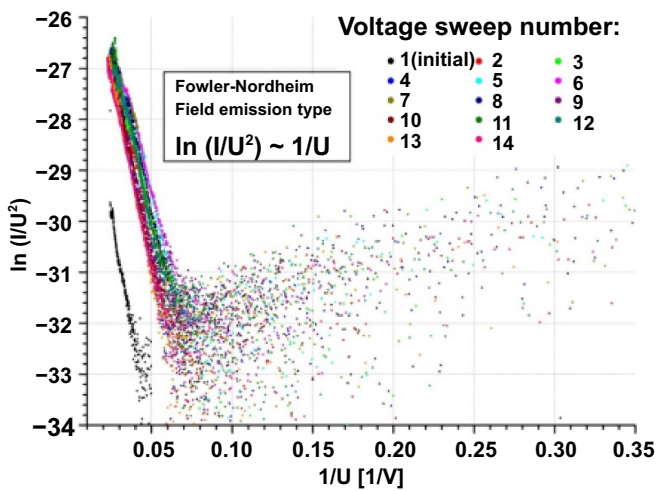 Voltage sweep number:
1(initial) 2 3
4 5 6
7 8 9
10 11 12
13 14
Fowler-Nordheim
Field emission type
ln (I/U²) ~ 1/U
ln (I/U²)
−26
−27
−28
−29
−30
−31
−32
−33
−34
0.05 0.10 0.15 0.20 0.25 0.30 0.35
1/U [1/V]